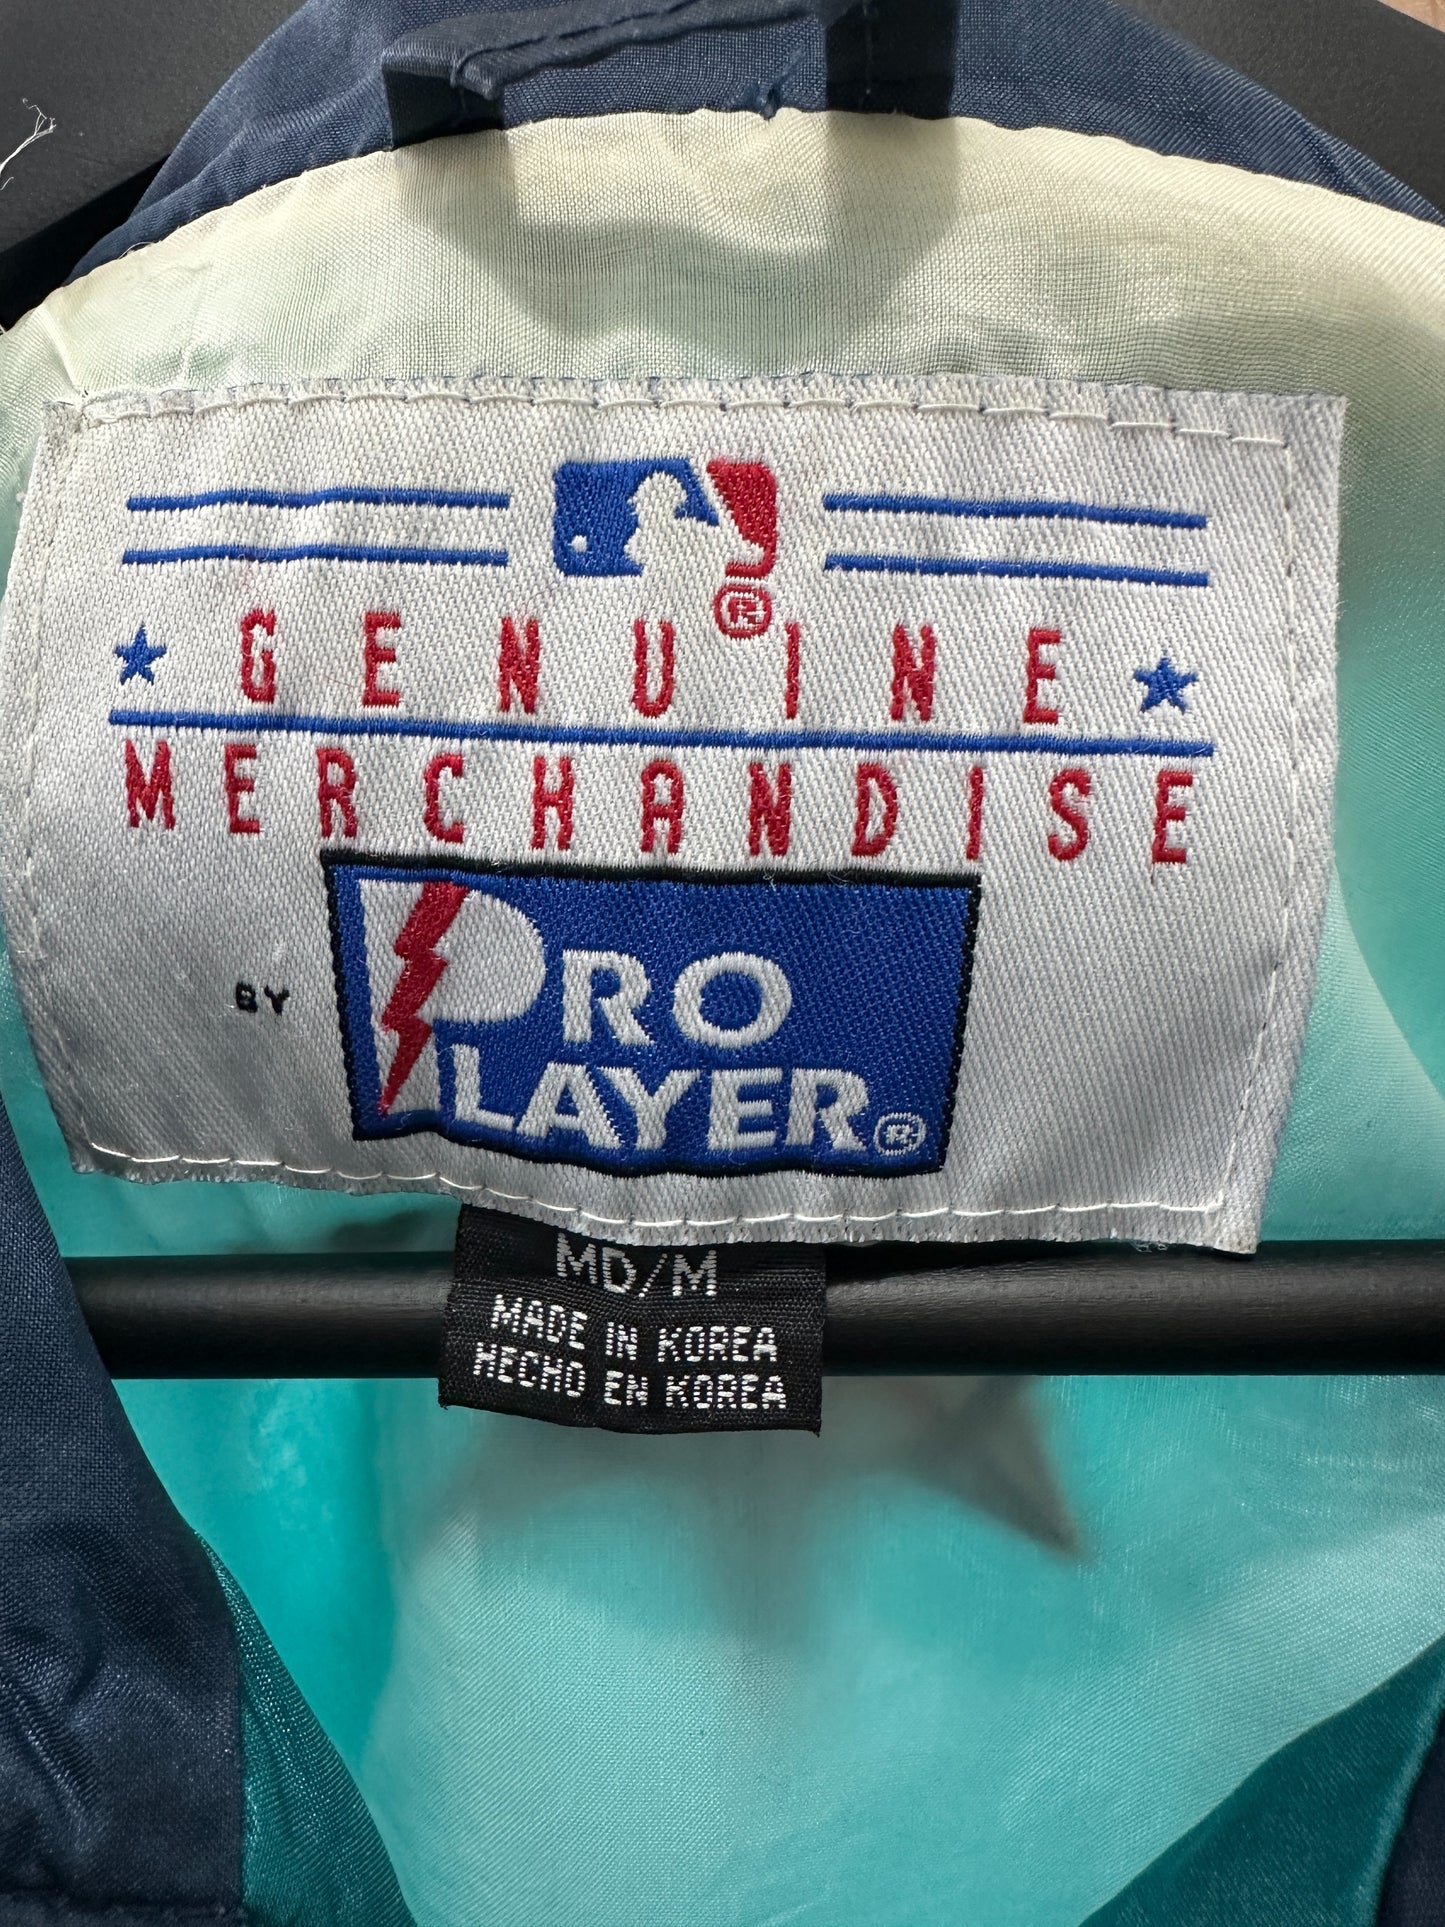 ®
GENUINE
MERCHANDISE
BY
PRO
PLAYER®
MD/M
MADE IN KOREA
HECHO EN KOREA